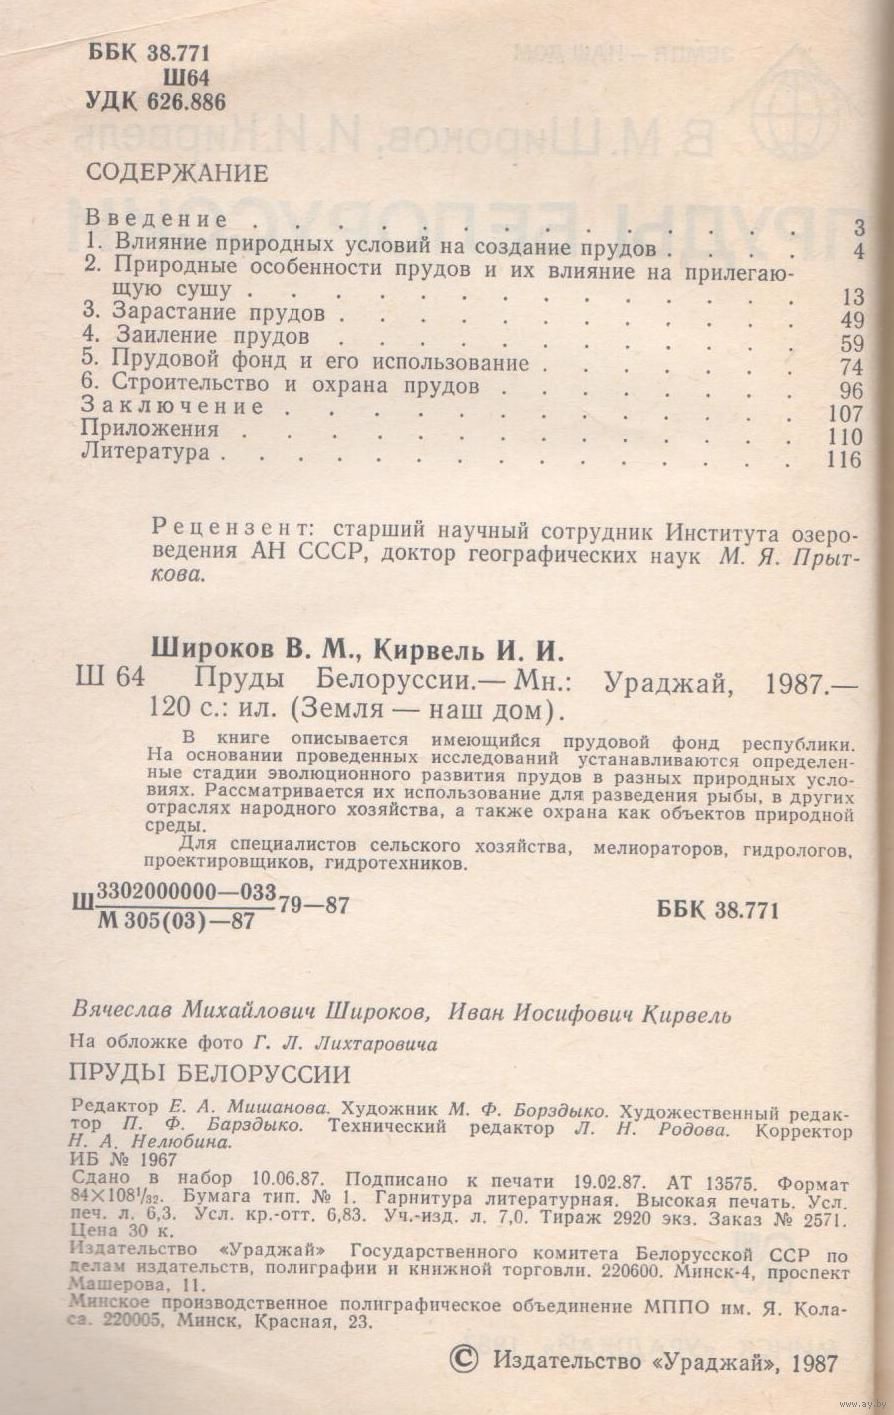 ББК 38.771
Ш64
УДК 626.886
СОДЕРЖАНИЕ
Введение . . . . . . . . . . . . . . 3
1. Влияние природных условий на создание прудов . . . . 4
2. Природные особенности прудов и их влияние на прилегаю-
щую сушу . . . . . . . . . . . . . 13
3. Зарастание прудов . . . . . . . . . . . 49
4. Заиление прудов . . . . . . . . . . . 59
5. Прудовой фонд и его использование . . . . . . 74
6. Строительство и охрана прудов . . . . . . . 96
Заключение . . . . . . . . . . . . . 107
Приложения . . . . . . . . . . . . . 110
Литература . . . . . . . . . . . . . 116
Рецензент: старший научный сотрудник Института озеро-
ведения АН СССР, доктор географических наук М. Я. Прыт-
кова.
Широков В. М., Кирвель И. И.
Ш 64 Пруды Белоруссии.— Мн.: Ураджай, 1987.—
120 с.: ил. (Земля — наш дом).
В книге описывается имеющийся прудовой фонд республики.
На основании проведенных исследований устанавливаются определен-
ные стадии эволюционного развития прудов в разных природных усло-
виях. Рассматривается их использование для разведения рыбы, в других
отраслях народного хозяйства, а также охрана как объектов природной
среды.
Для специалистов сельского хозяйства, мелиораторов, гидрологов,
проектировщиков, гидротехников.
Ш 3302000000—033 79—87
М 305(03)—87
ББК 38.771
Вячеслав Михайлович Широков, Иван Иосифович Кирвель
На обложке фото Г. Л. Лихтаровича
ПРУДЫ БЕЛОРУССИИ
Редактор Е. А. Мишанова. Художник М. Ф. Борздыко. Художественный редак-
тор П. Ф. Барздыко. Технический редактор Л. Н. Родова. Корректор
Н. А. Нелюбина.
ИБ № 1967
Сдано в набор 10.06.87. Подписано к печати 19.02.87. АТ 13575. Формат
84×108¹/₃₂. Бумага тип. № 1. Гарнитура литературная. Высокая печать. Усл.
печ. л. 6,3. Усл. кр.-отт. 6,83. Уч.-изд. л. 7,0. Тираж 2920 экз. Заказ № 2571.
Цена 30 к.
Издательство «Ураджай» Государственного комитета Белорусской ССР по
делам издательств, полиграфии и книжной торговли. 220600. Минск-4, проспект
Машерова, 11.
Минское производственное полиграфическое объединение МППО им. Я. Кола-
са. 220005, Минск, Красная, 23.
© Издательство «Ураджай», 1987
www.ay.by